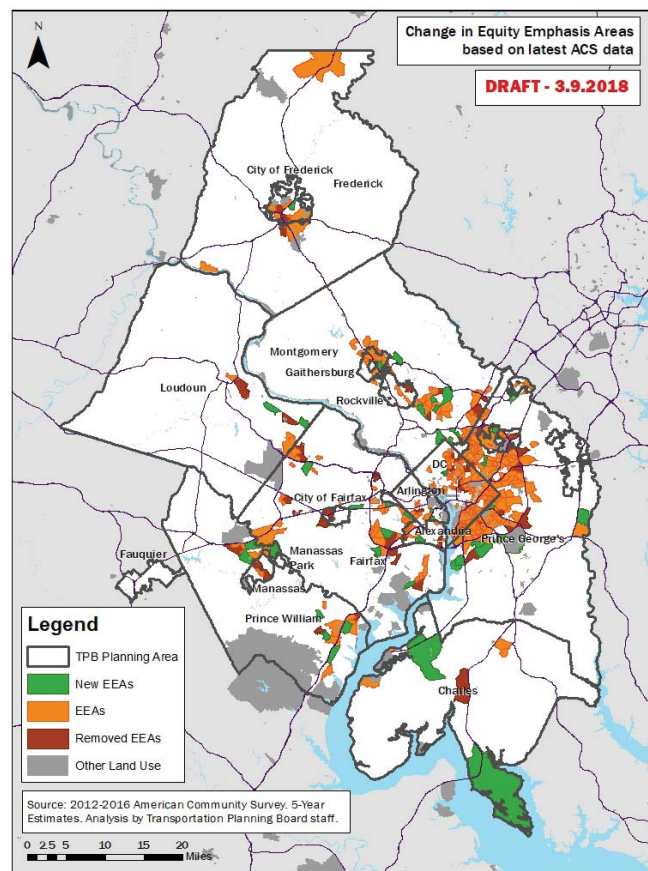 Change in Equity Emphasis Areas
based on latest ACS data
DRAFT - 3.9.2018
N
City of Frederick
Frederick
Montgomery
Gaithersburg
Loudoun
Rockville
DC
Arlington
City of Fairfax
Alexandria
Prince George's
Fauquier
Manassas
Park
Fairfax
Manassas
Prince William
Charles
Legend
TPB Planning Area
New EEAs
EEAs
Removed EEAs
Other Land Use
Source: 2012-2016 American Community Survey. 5-Year
Estimates. Analysis by Transportation Planning Board staff.
0 2.5 5 10 15 20
Miles